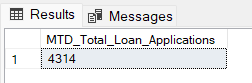 Results Messages
MTD_Total_Loan_Applications
1 4314